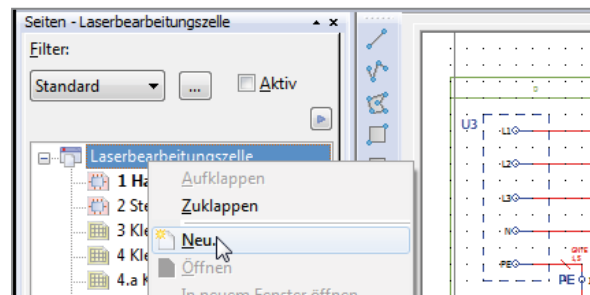 Seiten - Laserbearbeitungszelle
Filter:
Standard
...
Aktiv
Laserbearbeitungszelle
1 Ha
2 Ste
3 Kle
4 Kle
4.a K
Aufklappen
Zuklappen
Neu...
Öffnen
In neuem Fenster öffnen
U3
L1
L2
L3
N
PE
PE